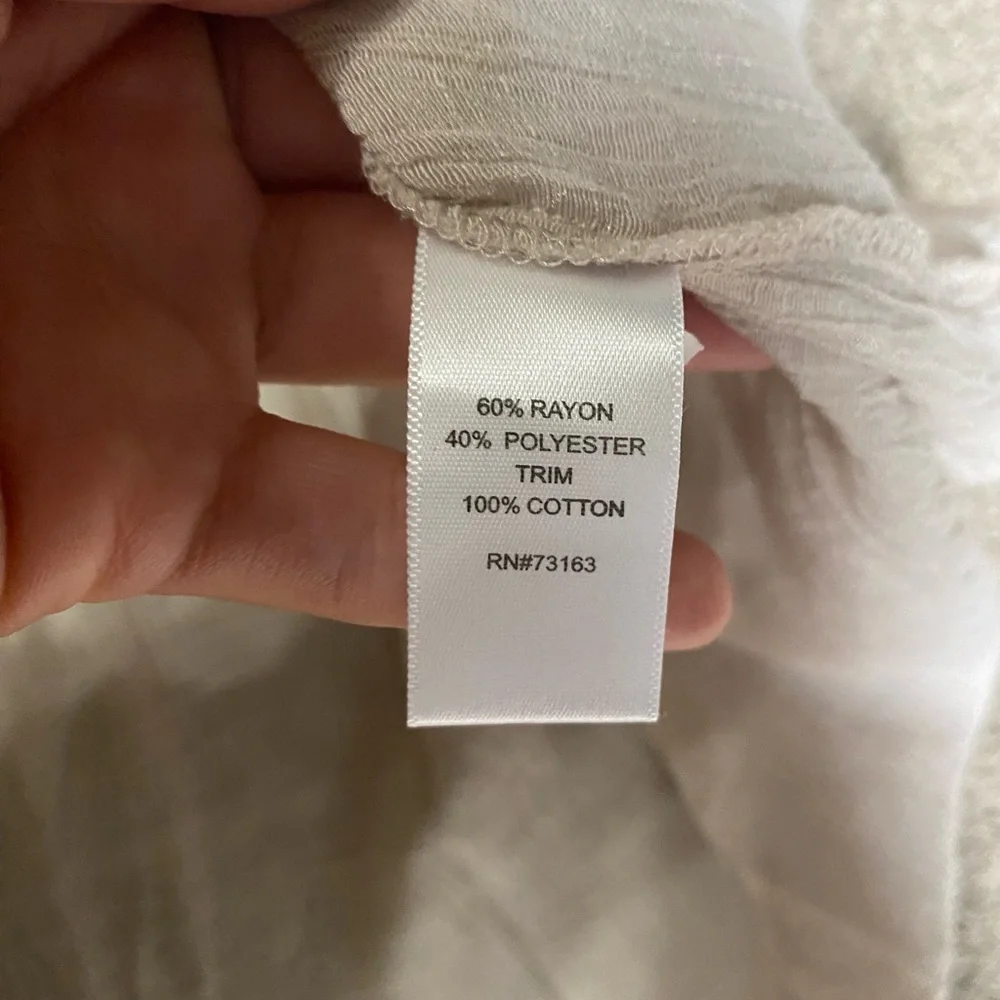 60% RAYON
40% POLYESTER
TRIM
100% COTTON
RN#73163